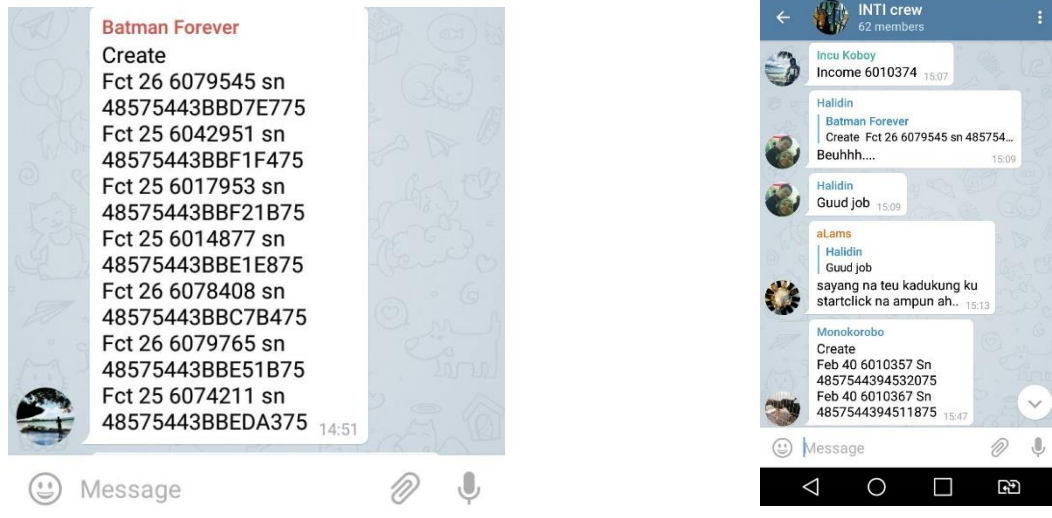 Batman Forever
Create
Fct 26 6079545 sn
48575443BBD7E775
Fct 25 6042951 sn
48575443BBF1F475
Fct 25 6017953 sn
48575443BBF21B75
Fct 25 6014877 sn
48575443BBE1E875
Fct 26 6078408 sn
48575443BBC7B475
Fct 26 6079765 sn
48575443BBE51B75
Fct 25 6074211 sn
48575443BBEDA375 14:51
Message
INTI crew
62 members
Incu Koboy
Income 6010374 15:07
Halidin
Batman Forever
Create Fct 26 6079545 sn 485754...
Beuhhh.... 15:09
Halidin
Guud job 15:09
aLams
Halidin
Guud job
sayang na teu kadukung ku
startclick na ampun ah.. 15:13
Monokorobo
Create
Feb 40 6010357 Sn
4857544394532075
Feb 40 6010367 Sn
4857544394511875 15:47
Message